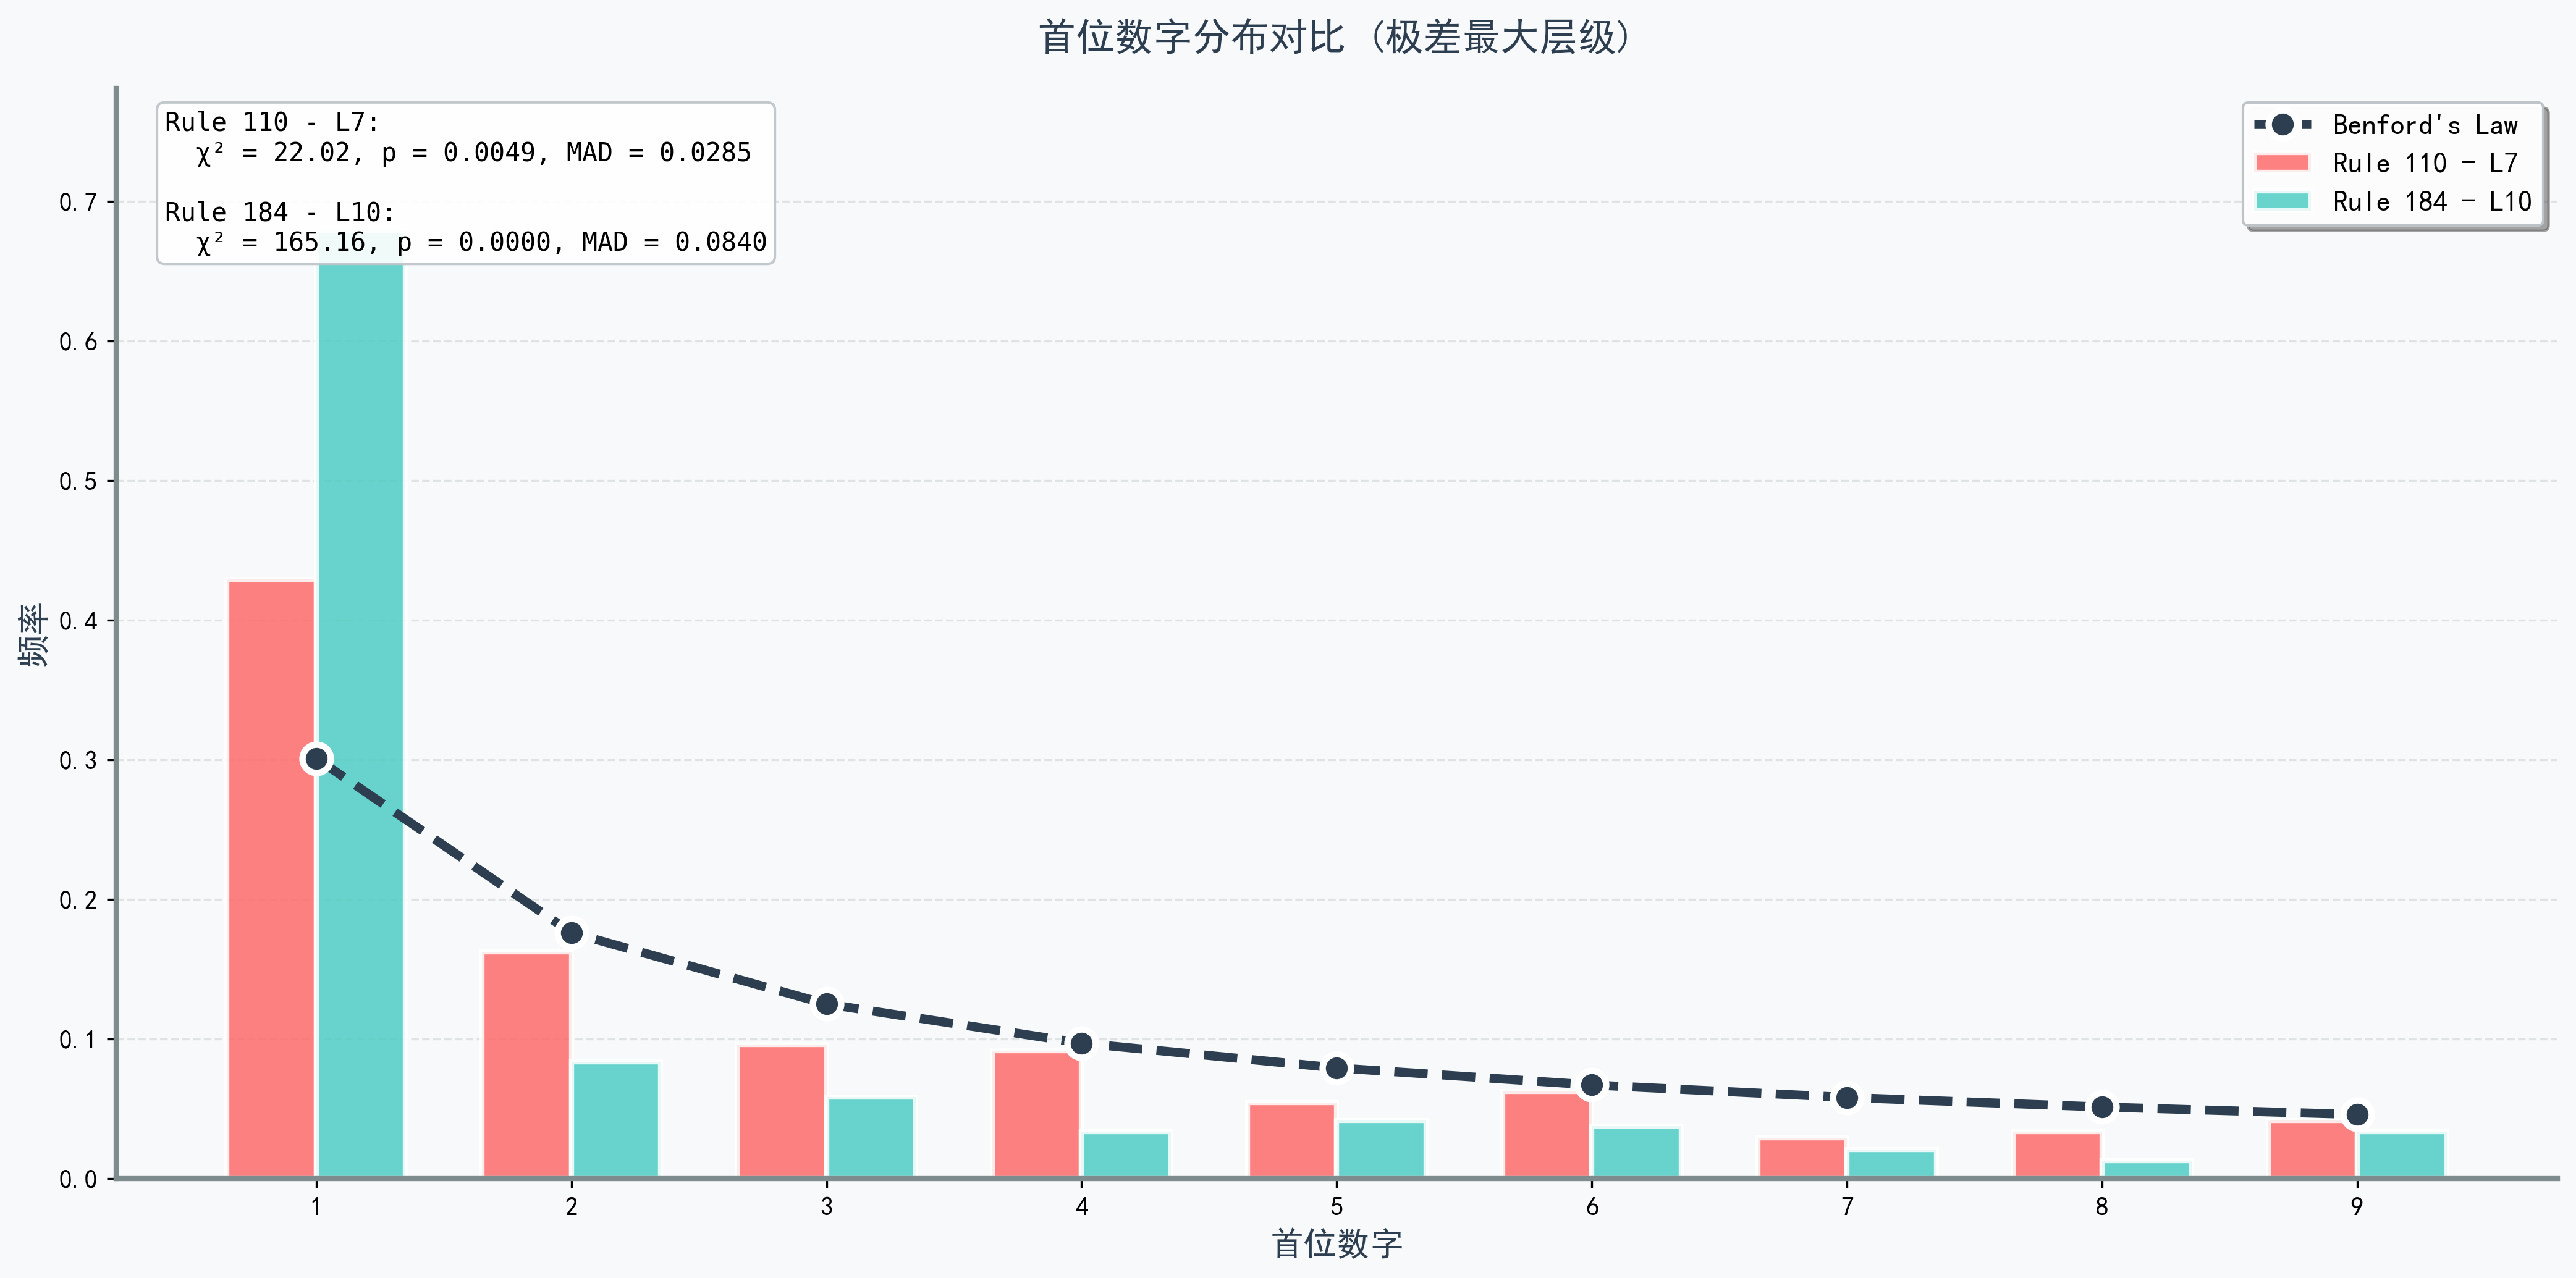 首位数字分布对比 (极差最大层级)
Rule 110 - L7:
χ² = 22.02, p = 0.0049, MAD = 0.0285
Rule 184 - L10:
χ² = 165.16, p = 0.0000, MAD = 0.0840
Benford's Law
Rule 110 - L7
Rule 184 - L10
频率
0.7
0.6
0.5
0.4
0.3
0.2
0.1
0.0
1 2 3 4 5 6 7 8 9
首位数字